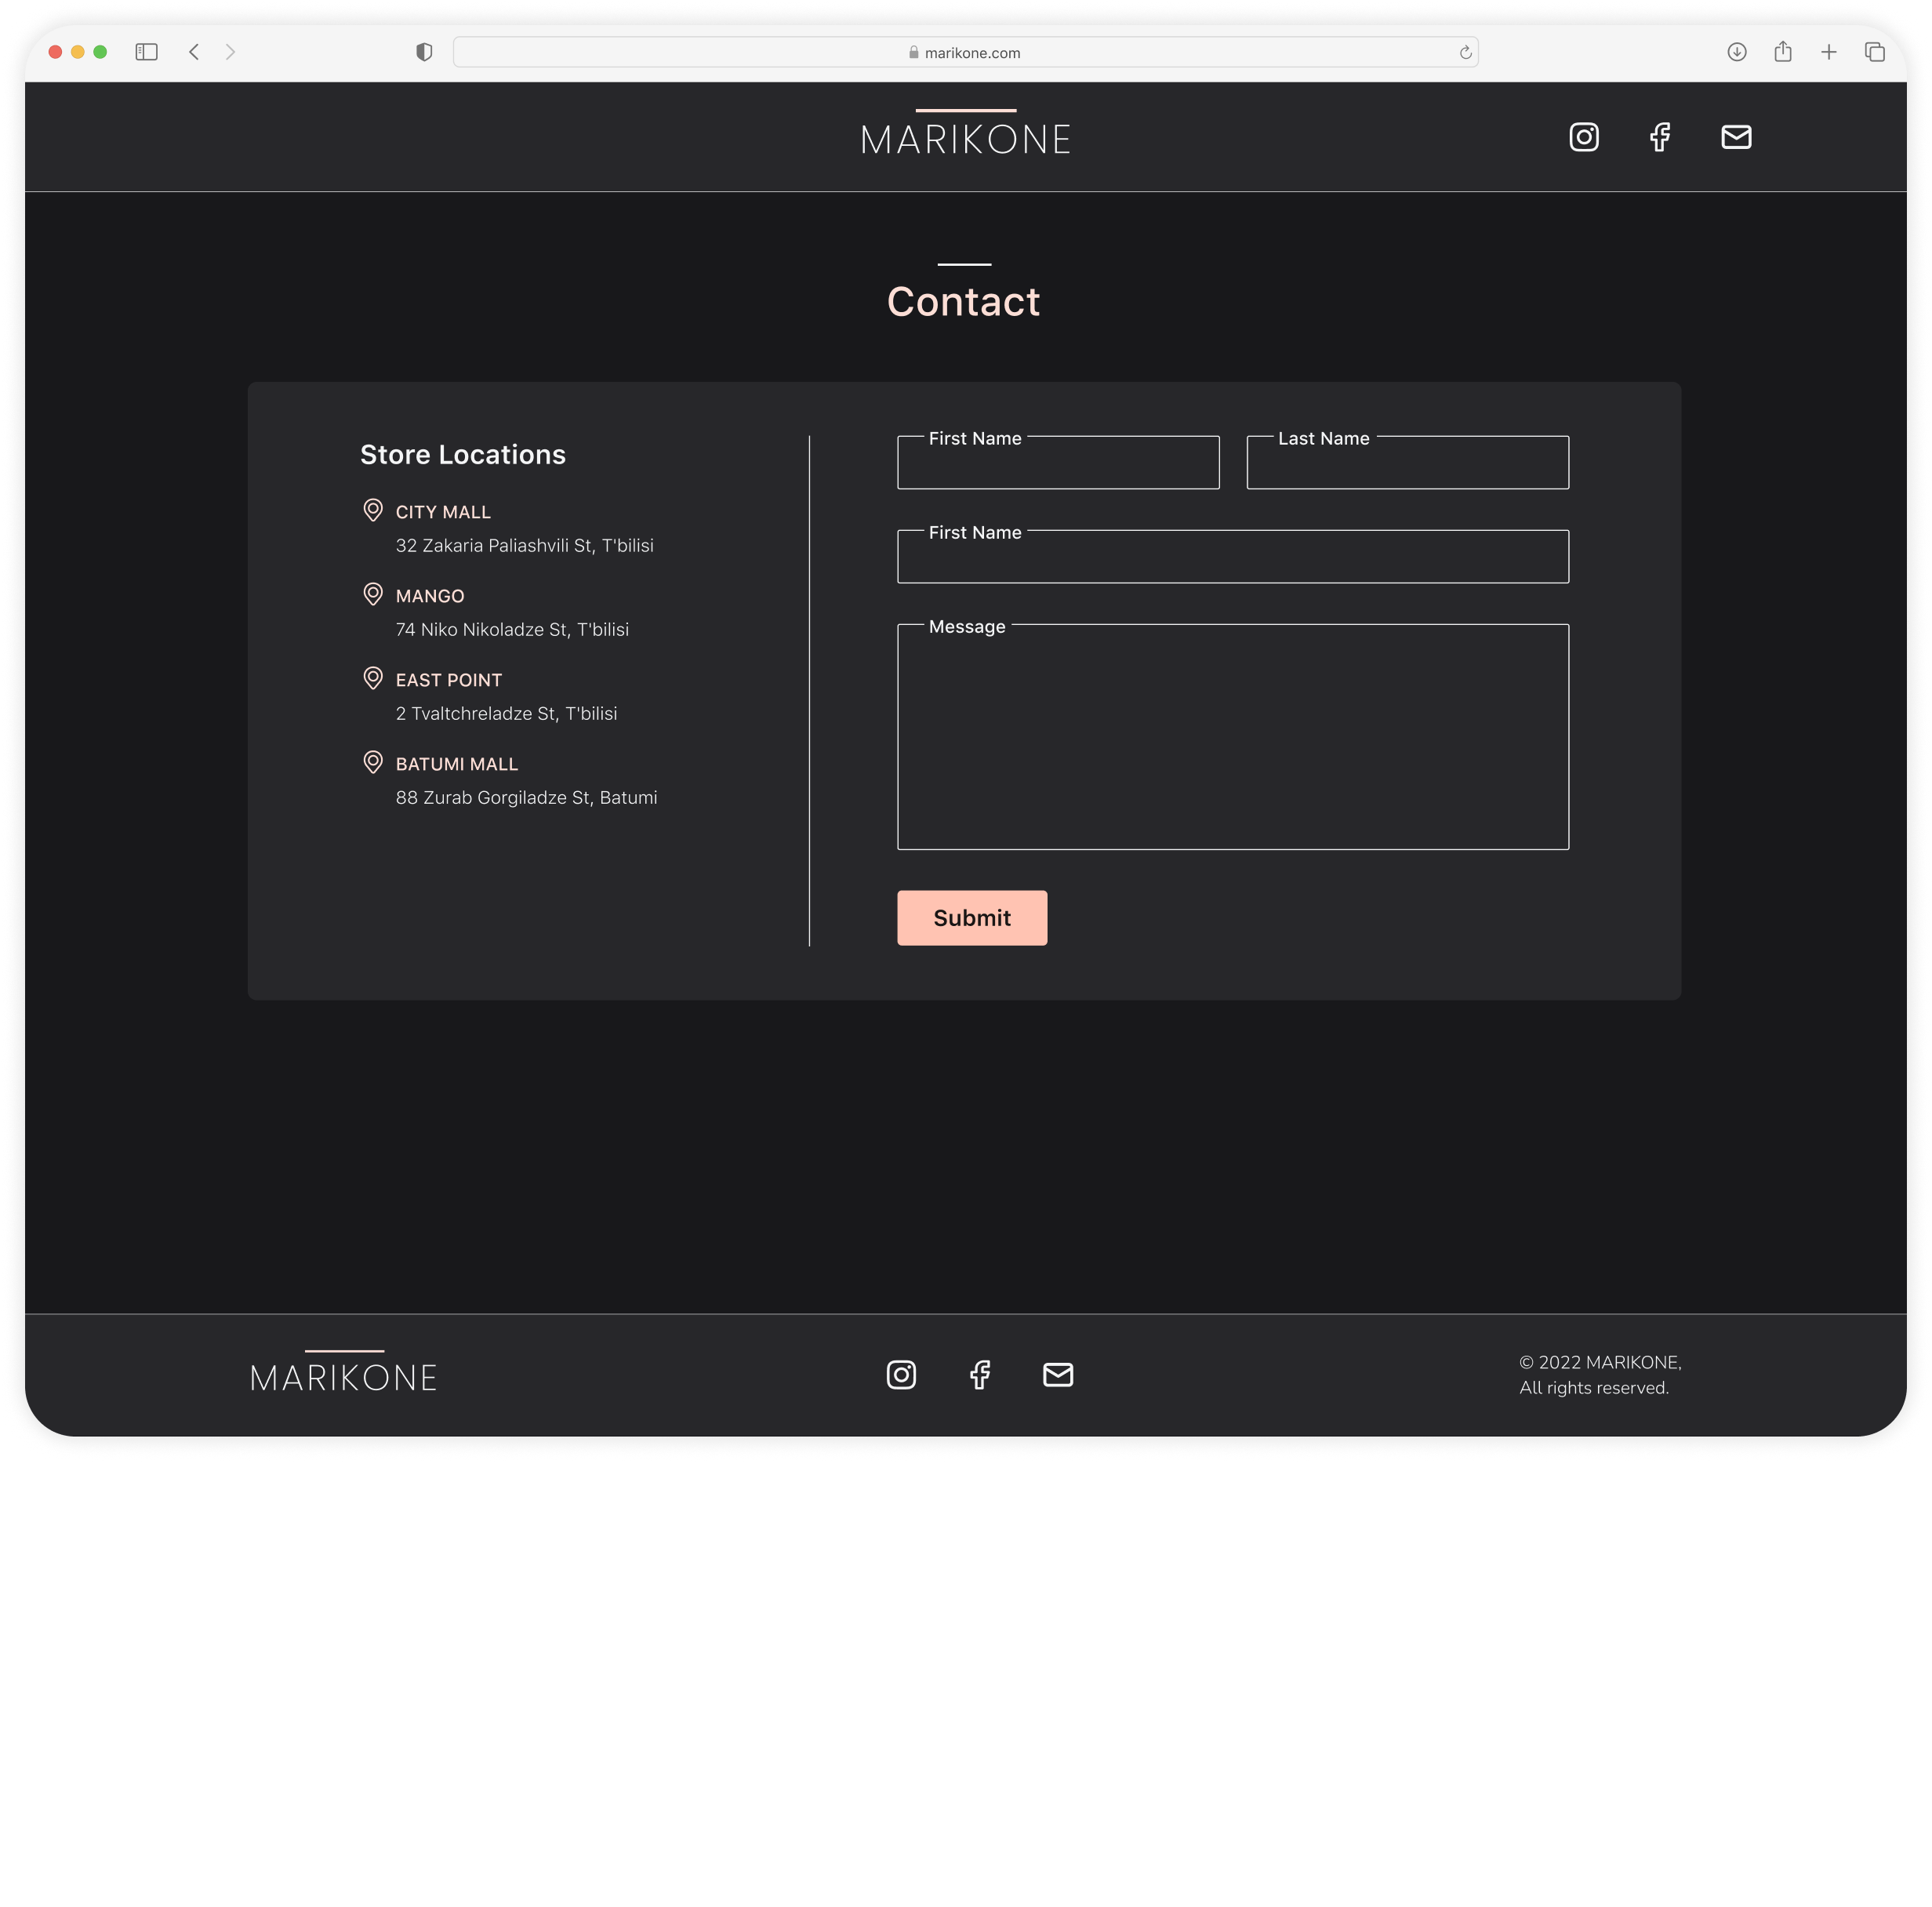 marikone.com
MARIKONE
Contact
Store Locations
CITY MALL
32 Zakaria Paliashvili St, T'bilisi
MANGO
74 Niko Nikoladze St, T'bilisi
EAST POINT
2 Tvaltchreladze St, T'bilisi
BATUMI MALL
88 Zurab Gorgiladze St, Batumi
First Name
Last Name
First Name
Message
Submit
MARIKONE
© 2022 MARIKONE,
All rights reserved.